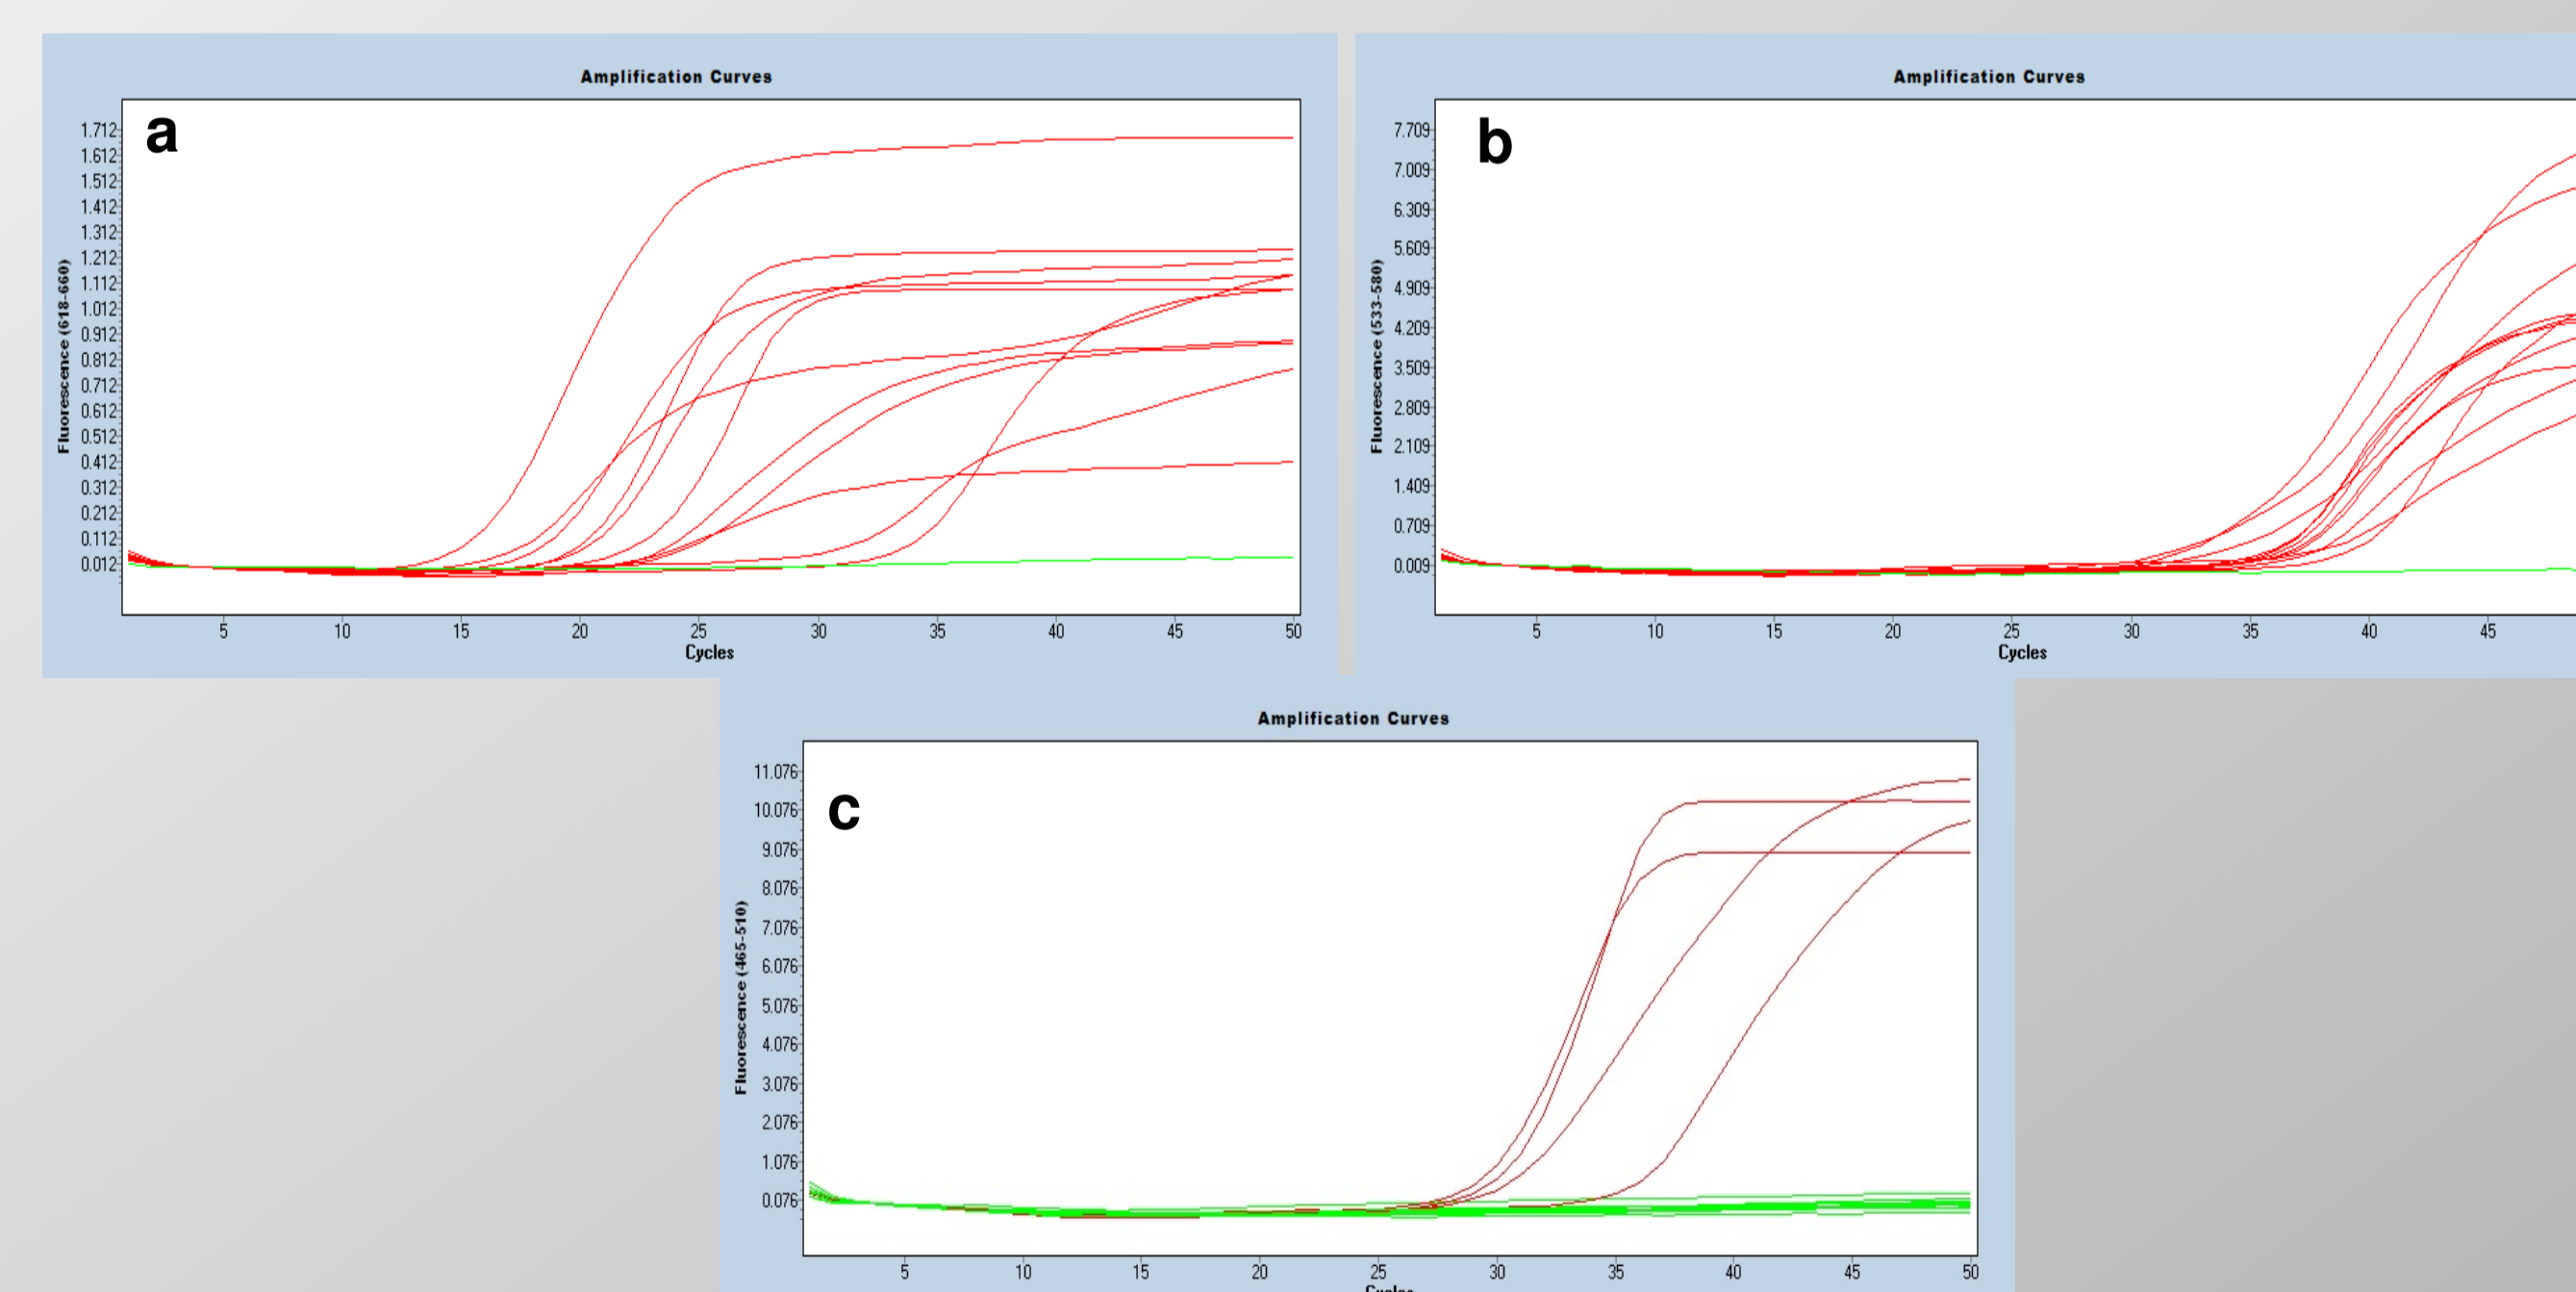 Amplification Curves
a
Fluorescence (618-660)
1.712
1.612
1.512
1.412
1.312
1.212
1.112
1.012
0.912
0.812
0.712
0.612
0.512
0.412
0.312
0.212
0.112
0.012
5 10 15 20 25 30 35 40 45 50
Cycles
Amplification Curves
b
Fluorescence (533-580)
7.709
7.009
6.309
5.609
4.909
4.209
3.509
2.809
2.109
1.409
0.709
0.009
5 10 15 20 25 30 35 40 45
Cycles
Amplification Curves
c
Fluorescence (465-510)
11.076
10.076
9.076
8.076
7.076
6.076
5.076
4.076
3.076
2.076
1.076
0.076
5 10 15 20 25 30 35 40 45 50
Cycles